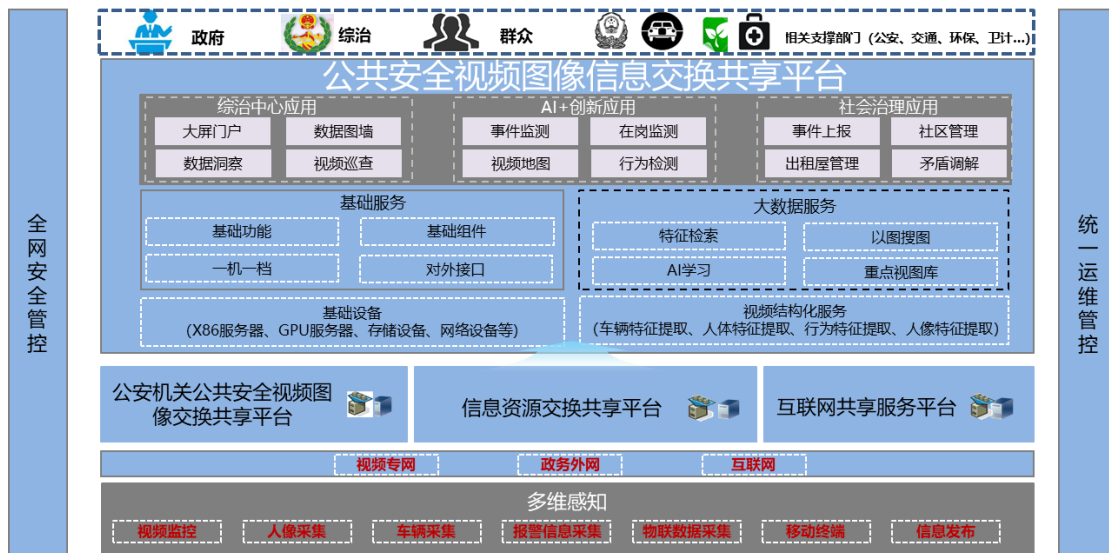 政府
综治
群众
相关支撑部门（公安、交通、环保、卫计...）
全网安全管控
统一运维管控
公共安全视频图像信息交换共享平台
综治中心应用
大屏门户
数据图墙
数据洞察
视频巡查
AI+创新应用
事件监测
在岗监测
视频地图
行为检测
社会治理应用
事件上报
社区管理
出租屋管理
矛盾调解
基础服务
基础功能
基础组件
一机一档
对外接口
大数据服务
特征检索
以图搜图
AI学习
重点视图库
基础设备
（X86服务器、GPU服务器、存储设备、网络设备等）
视频结构化服务
（车辆特征提取、人体特征提取、行为特征提取、人像特征提取）
公安机关公共安全视频图
像交换共享平台
信息资源交换共享平台
互联网共享服务平台
视频专网
政务外网
互联网
多维感知
视频监控
人像采集
车辆采集
报警信息采集
物联数据采集
移动终端
信息发布